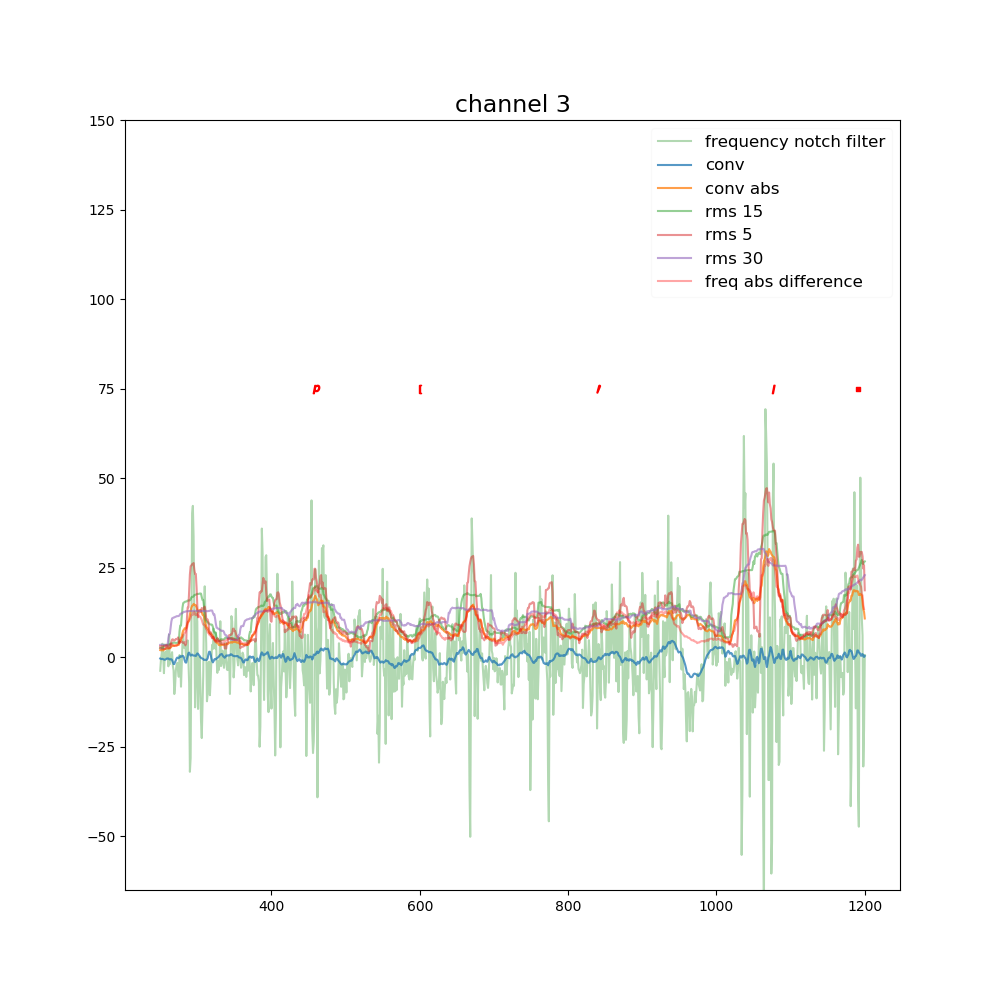 channel 3
150
125
100
75
50
25
0
−25
−50
400
600
800
1000
1200
frequency notch filter
conv
conv abs
rms 15
rms 5
rms 30
freq abs difference
p
[
/
/
.